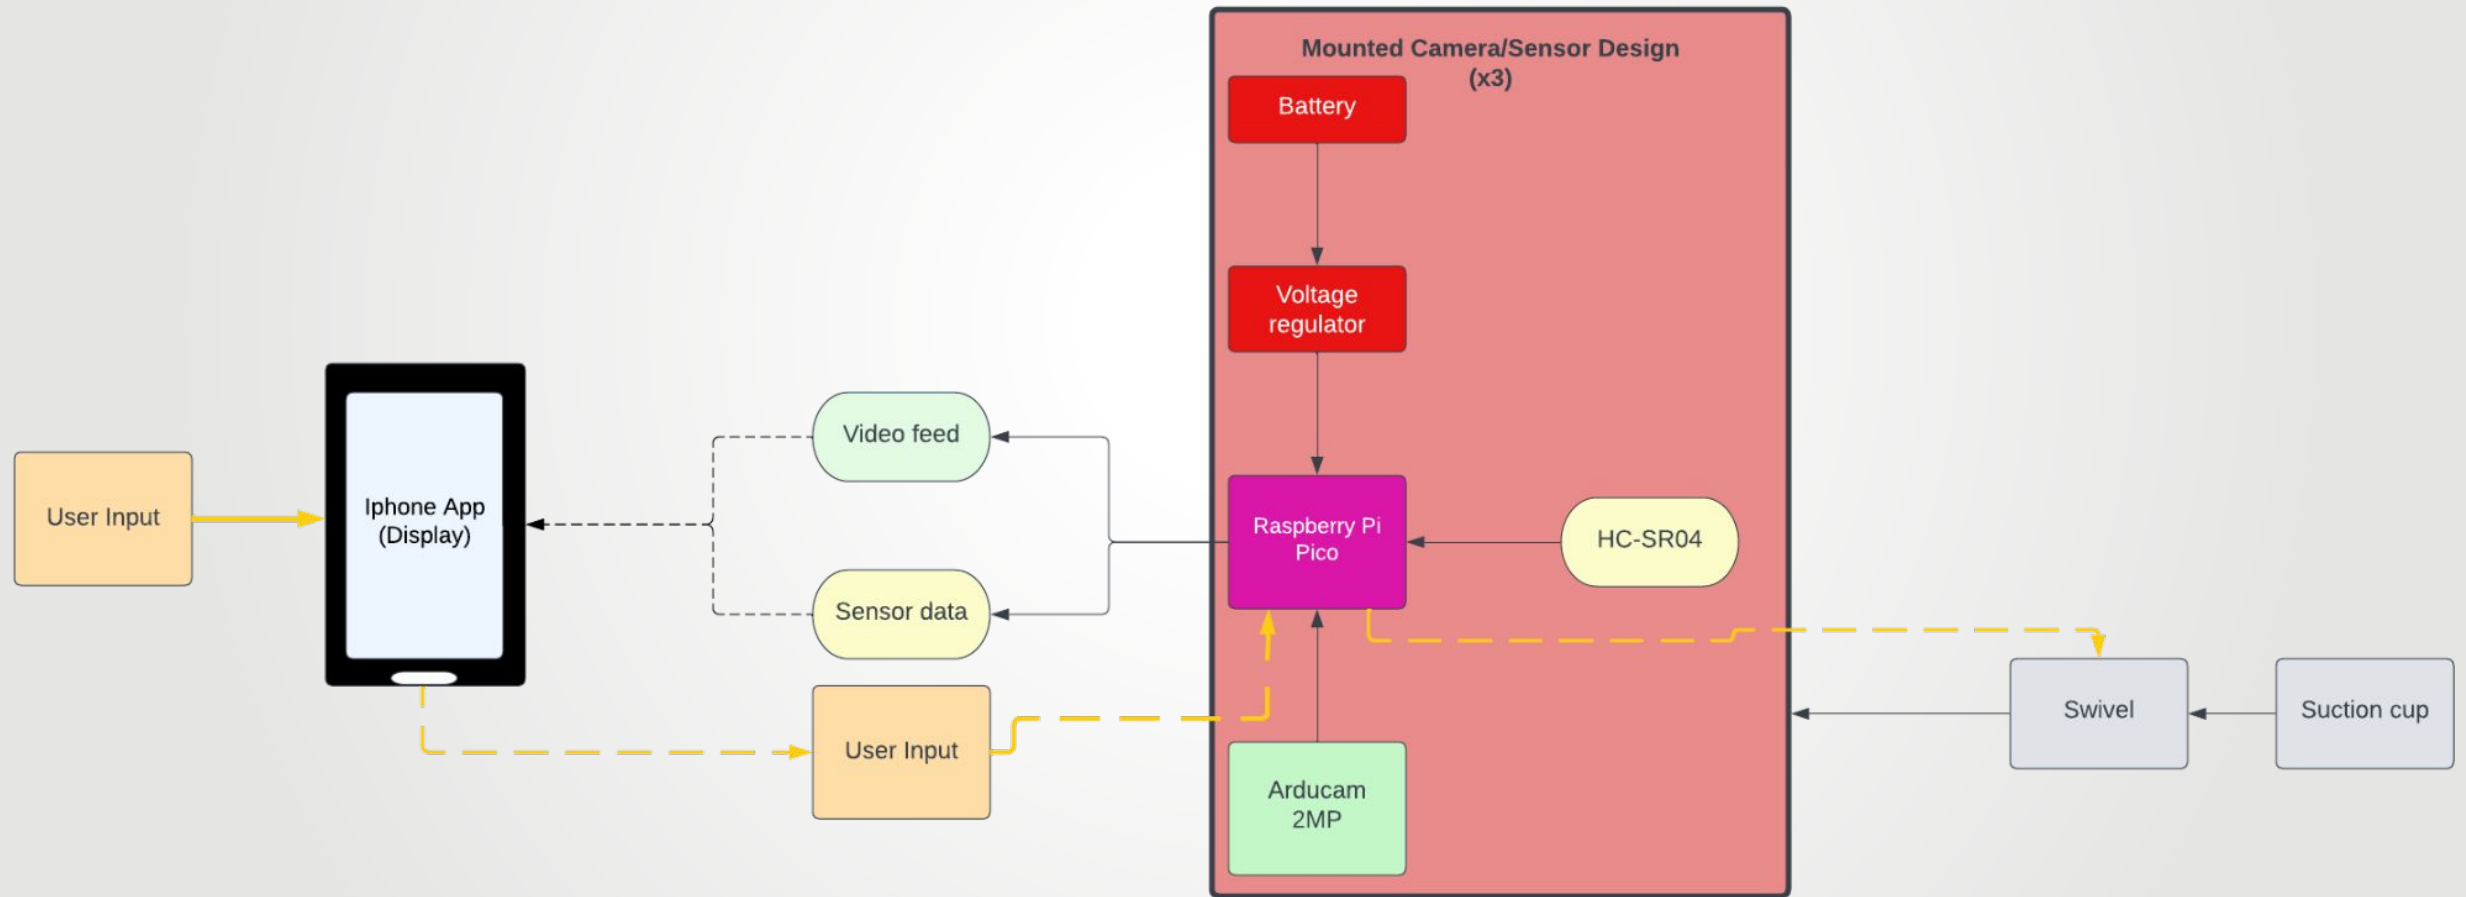 Mounted Camera/Sensor Design
(x3)
Battery
Voltage
regulator
Video feed
User Input
Iphone App
(Display)
Raspberry Pi
Pico
HC-SR04
Sensor data
User Input
Swivel
Suction cup
Arducam
2MP